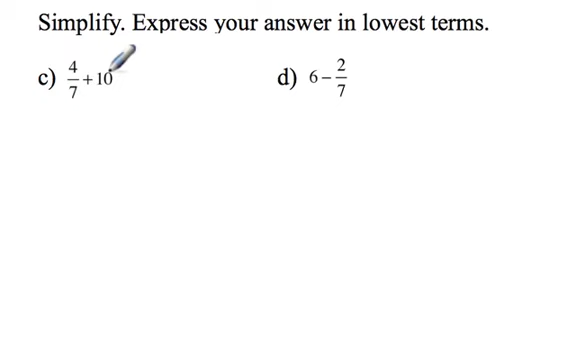 Simplify. Express your answer in lowest terms.
c) 4/7 + 10 d) 6 − 2/7